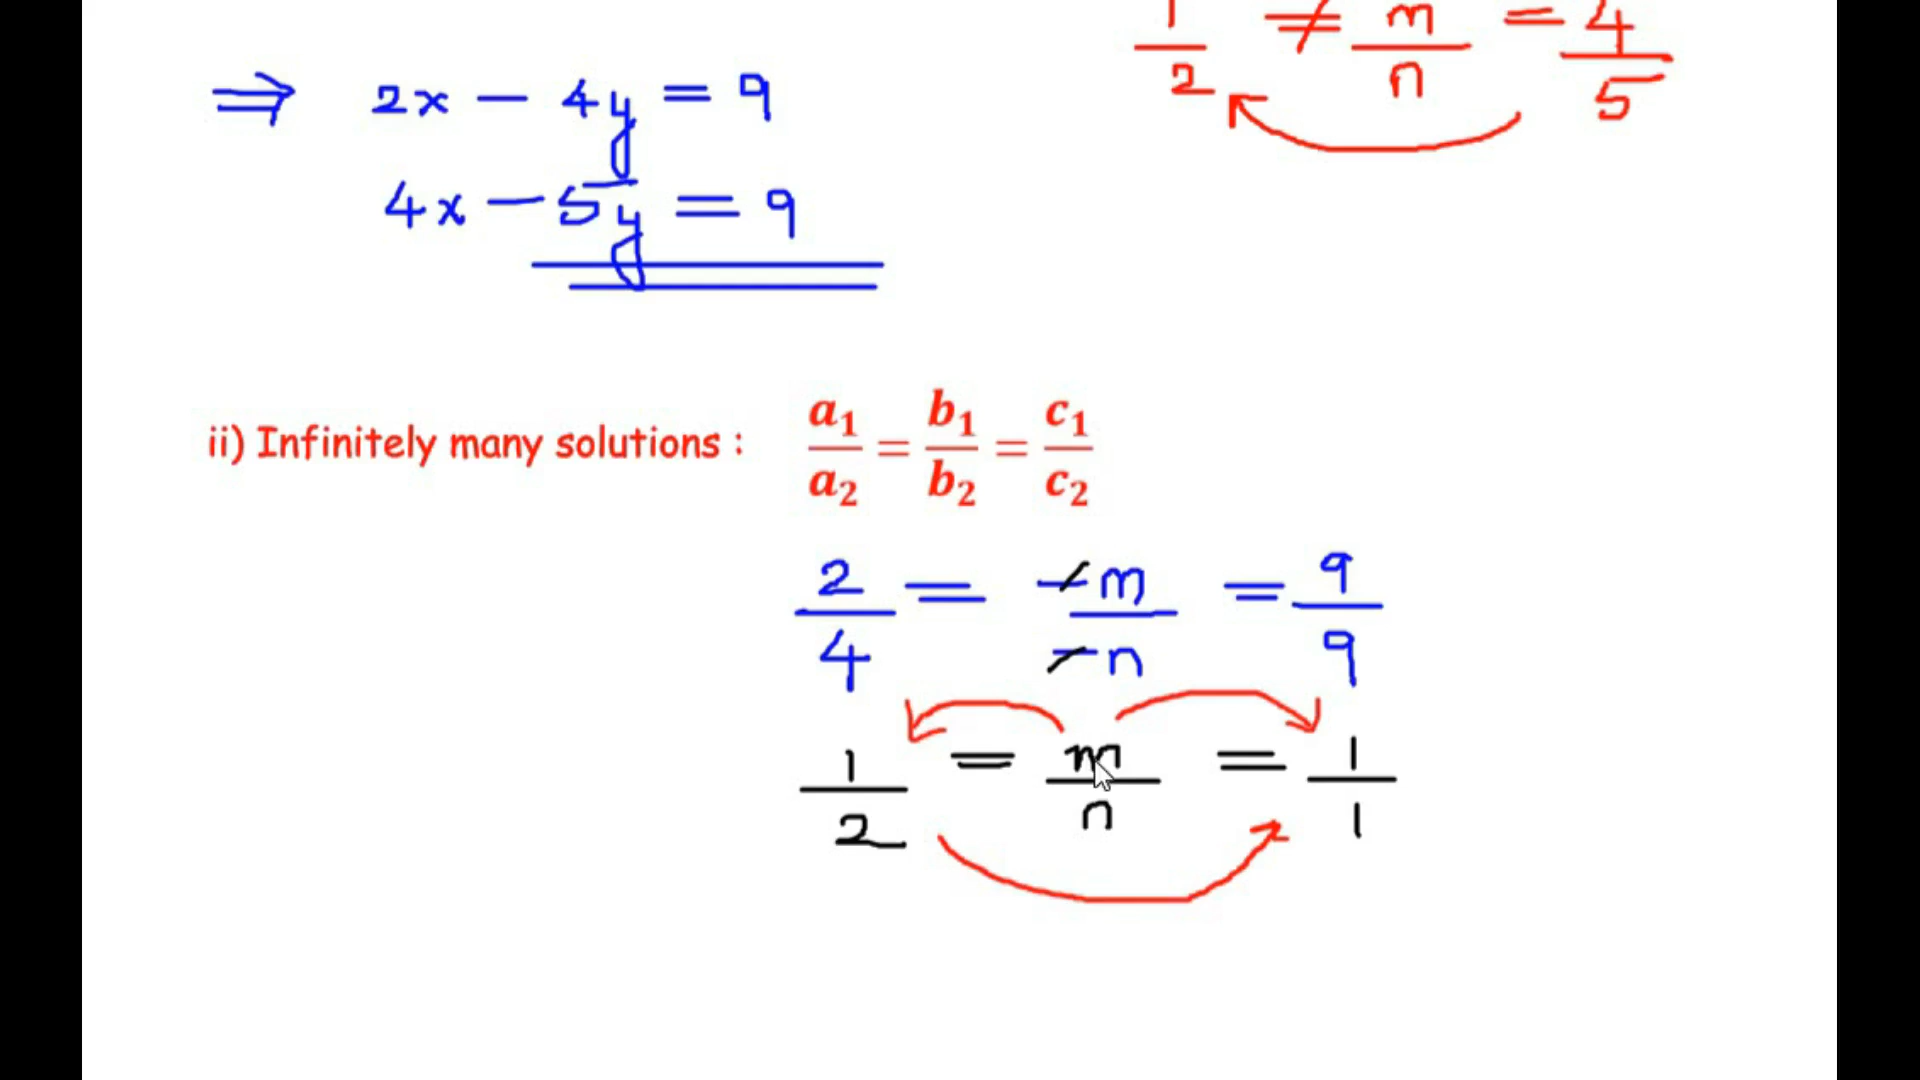 1/2 ≠ m/n = 4/5
⇒ 2x - 4y = 9
4x - 5y = 9
ii) Infinitely many solutions : a₁/a₂ = b₁/b₂ = c₁/c₂
2/4 = -m/-n = 9/9
1/2 = m/n = 1/1